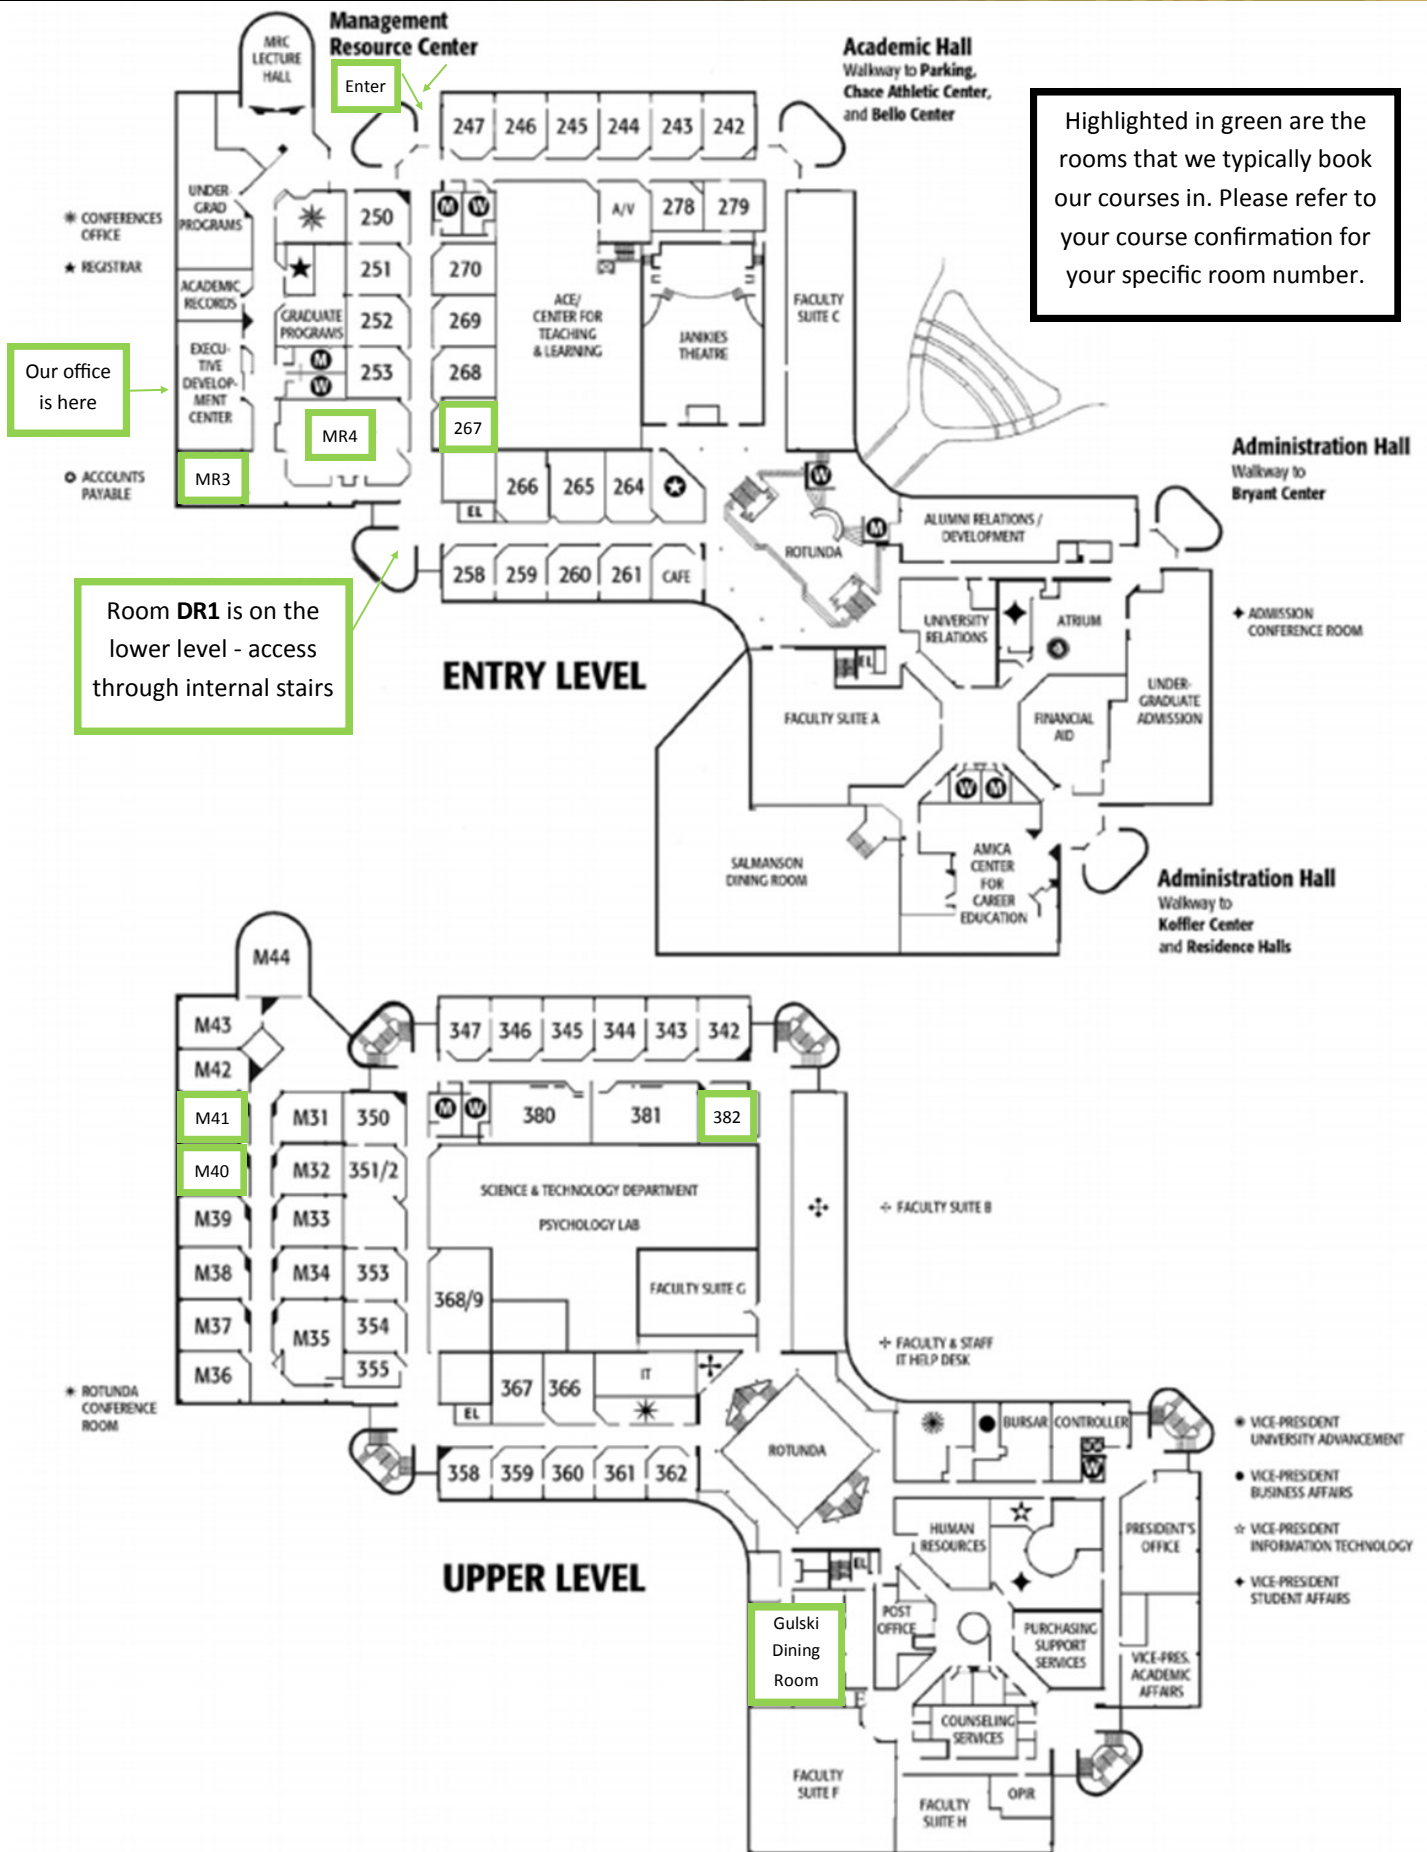 Management
Resource Center
MRC
LECTURE
HALL
Enter
Academic Hall
Walkway to Parking,
Chace Athletic Center,
and Bello Center
Highlighted in green are the
rooms that we typically book
our courses in. Please refer to
your course confirmation for
your specific room number.
247 246 245 244 243 242
UNDER-
GRAD
PROGRAMS
CONFERENCES
OFFICE
REGISTRAR
250
M W
A/V
278 279
251
270
ACADEMIC
RECORDS
GRADUATE
PROGRAMS
252
269
ACE/
CENTER FOR
TEACHING
& LEARNING
JANIKIES
THEATRE
FACULTY
SUITE C
EXECU-
TIVE
DEVELOP-
MENT
CENTER
M
W
253
268
Our office
is here
MR4
267
ACCOUNTS
PAYABLE
MR3
266 265 264
EL
W
M
ROTUNDA
ALUMNI RELATIONS /
DEVELOPMENT
Administration Hall
Walkway to
Bryant Center
258 259 260 261 CAFE
Room DR1 is on the
lower level - access
through internal stairs
ENTRY LEVEL
UNIVERSITY
RELATIONS
ATRIUM
ADMISSION
CONFERENCE ROOM
EL
FACULTY SUITE A
FINANCIAL
AID
UNDER-
GRADUATE
ADMISSION
W M
SALMANSON
DINING ROOM
AMICA
CENTER
FOR
CAREER
EDUCATION
Administration Hall
Walkway to
Koffler Center
and Residence Halls
M44
M43
347 346 345 344 343 342
M42
M41
M31 350
M W
380 381 382
M40
M32 351/2
SCIENCE & TECHNOLOGY DEPARTMENT
PSYCHOLOGY LAB
M39 M33
FACULTY SUITE B
M38 M34 353
368/9
FACULTY SUITE G
M37 M35 354
FACULTY & STAFF
IT HELP DESK
M36 355
367 366 IT
ROTUNDA
CONFERENCE
ROOM
EL
358 359 360 361 362
ROTUNDA
BURSAR CONTROLLER
W
VICE-PRESIDENT
UNIVERSITY ADVANCEMENT
VICE-PRESIDENT
BUSINESS AFFAIRS
VICE-PRESIDENT
INFORMATION TECHNOLOGY
VICE-PRESIDENT
STUDENT AFFAIRS
UPPER LEVEL
HUMAN
RESOURCES
PRESIDENT'S
OFFICE
EL
Gulski
Dining
Room
POST
OFFICE
PURCHASING
SUPPORT
SERVICES
VICE-PRES.
ACADEMIC
AFFAIRS
COUNSELING
SERVICES
FACULTY
SUITE F
FACULTY
SUITE H
OPIR